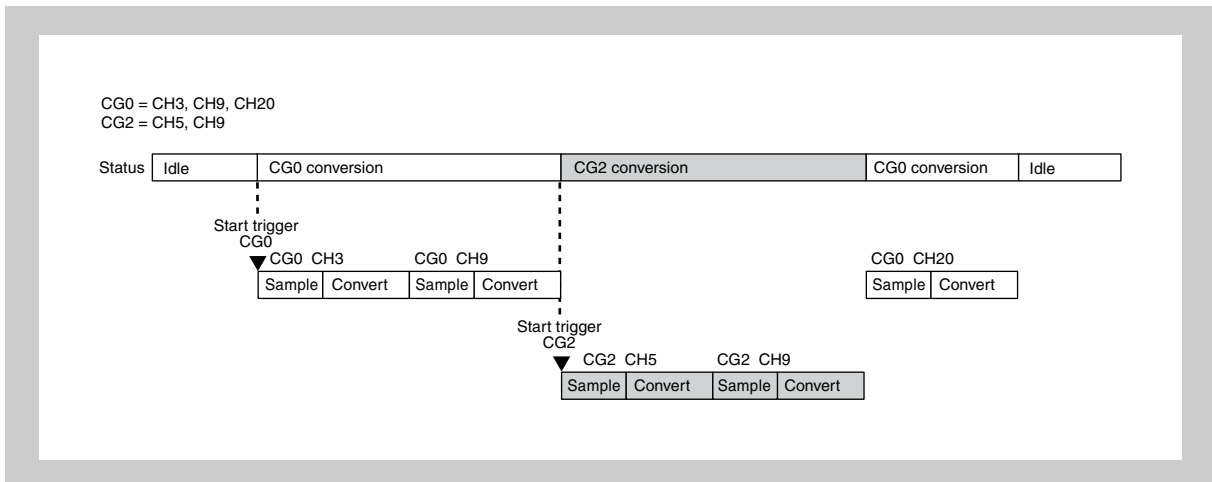 CG0 = CH3, CH9, CH20
CG2 = CH5, CH9
Status Idle CG0 conversion CG2 conversion CG0 conversion Idle
Start trigger
CG0
CG0 CH3 CG0 CH9 CG0 CH20
Sample Convert Sample Convert Sample Convert
Start trigger
CG2
CG2 CH5 CG2 CH9
Sample Convert Sample Convert